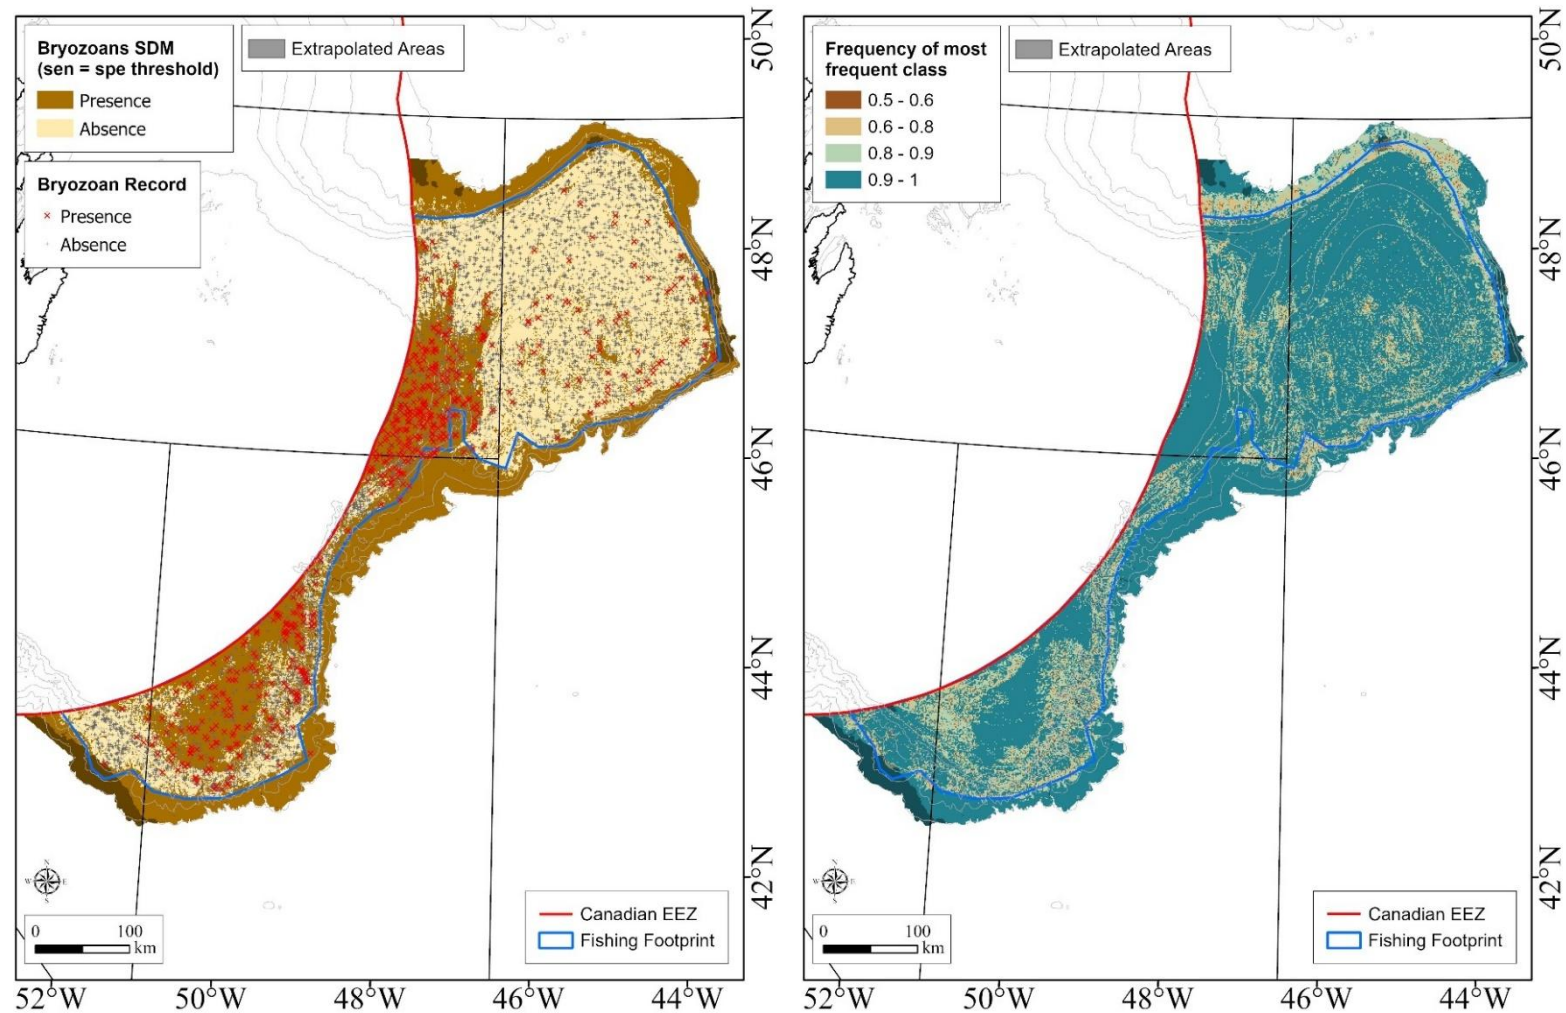 Bryozoans SDM
(sen = spe threshold)
Presence
Absence
Extrapolated Areas
Bryozoan Record
Presence
Absence
N
W E
S
0 100
km
Canadian EEZ
Fishing Footprint
50°N
48°N
46°N
44°N
42°N
52°W 50°W 48°W 46°W 44°W
Frequency of most
frequent class
0.5 - 0.6
0.6 - 0.8
0.8 - 0.9
0.9 - 1
Extrapolated Areas
N
W E
S
0 100
km
Canadian EEZ
Fishing Footprint
50°N
48°N
46°N
44°N
42°N
52°W 50°W 48°W 46°W 44°W